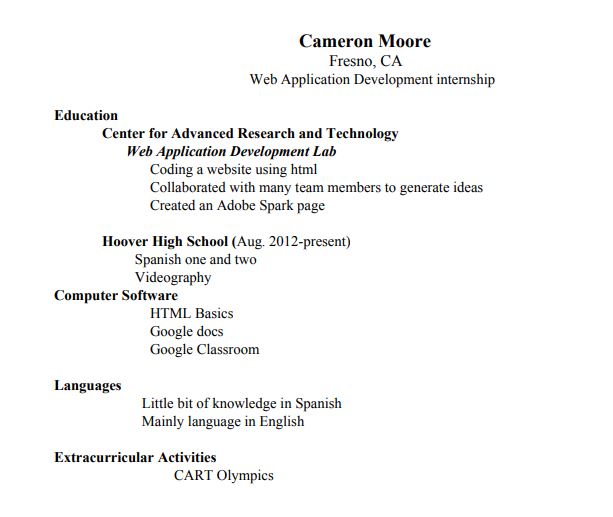 Cameron Moore
Fresno, CA
Web Application Development internship
Education
Center for Advanced Research and Technology
Web Application Development Lab
Coding a website using html
Collaborated with many team members to generate ideas
Created an Adobe Spark page
Hoover High School (Aug. 2012-present)
Spanish one and two
Videography
Computer Software
HTML Basics
Google docs
Google Classroom
Languages
Little bit of knowledge in Spanish
Mainly language in English
Extracurricular Activities
CART Olympics